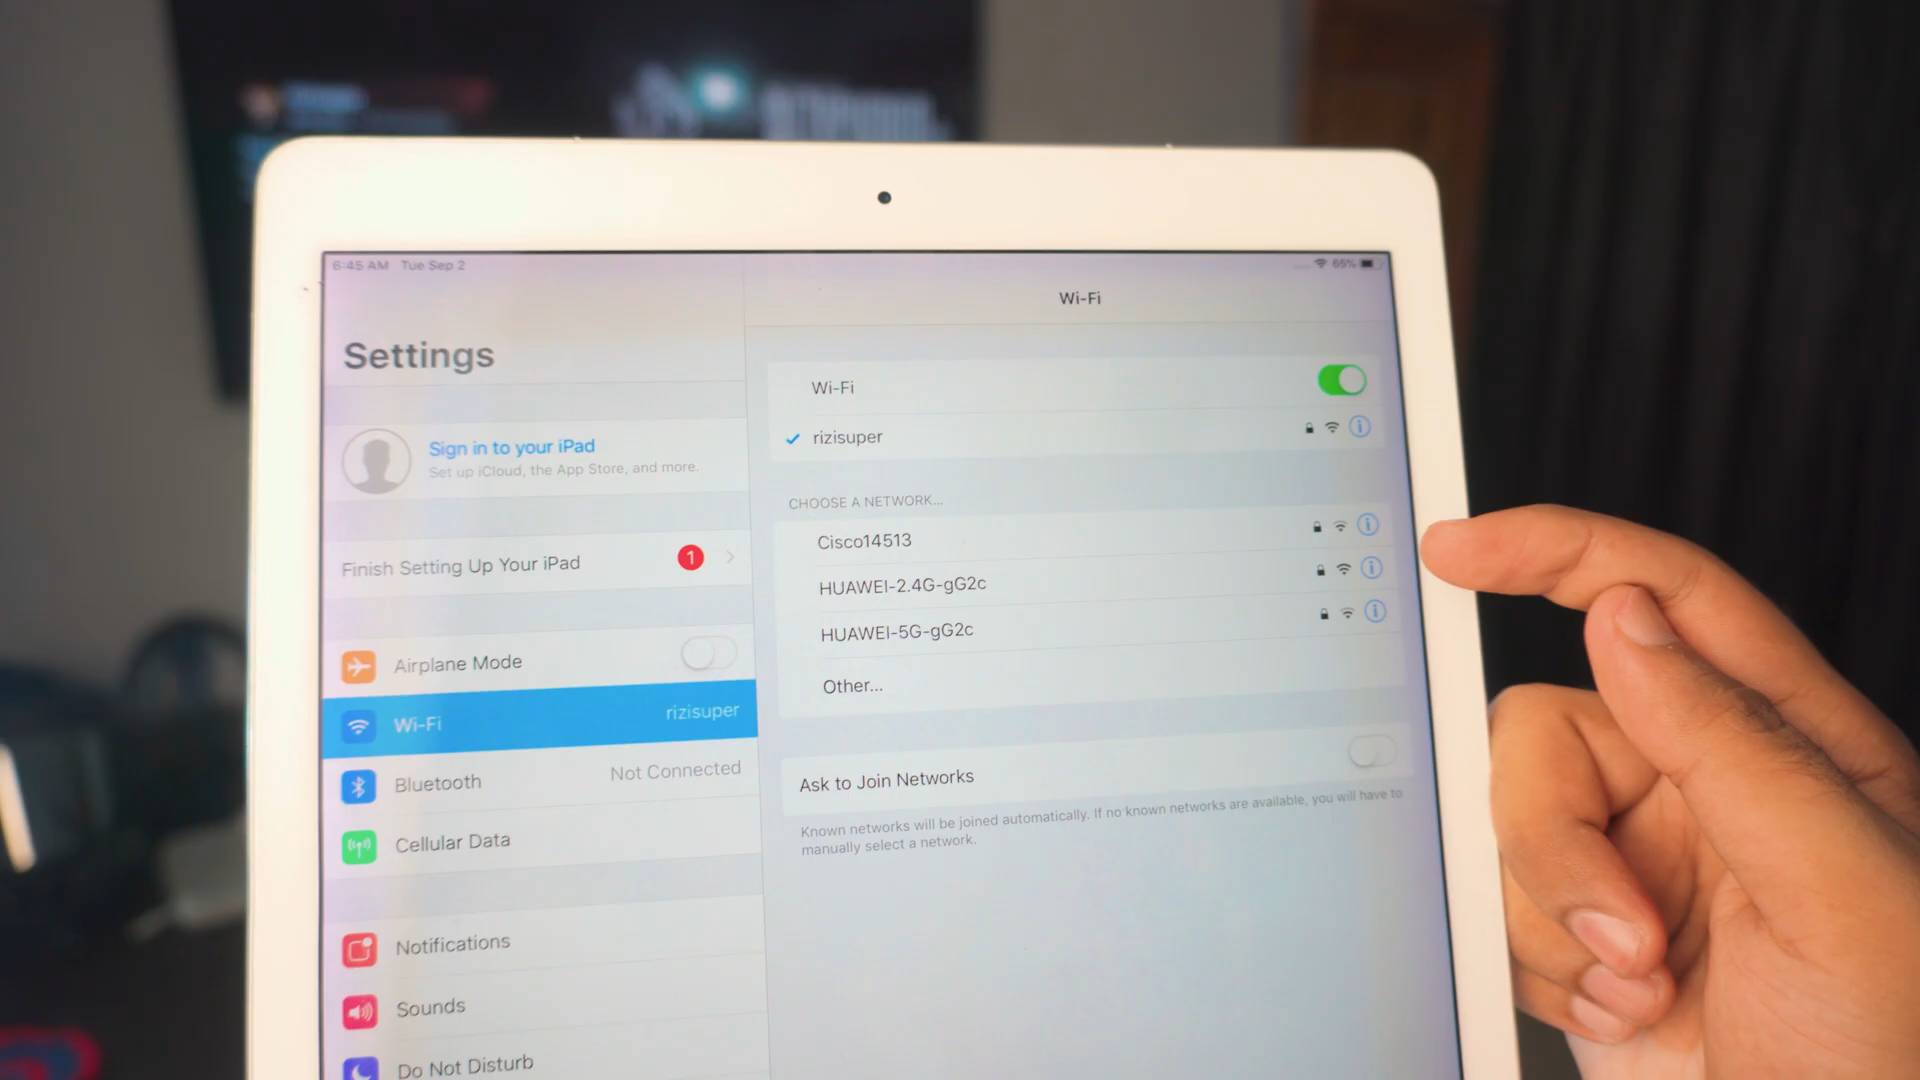 6:45 AM Tue Sep 2
65%
Settings
Sign in to your iPad
Set up iCloud, the App Store, and more.
Finish Setting Up Your iPad
1
Airplane Mode
Wi-Fi
rizisuper
Bluetooth
Not Connected
Cellular Data
Notifications
Sounds
Do Not Disturb
Wi-Fi
Wi-Fi
rizisuper
CHOOSE A NETWORK...
Cisco14513
HUAWEI-2.4G-gG2c
HUAWEI-5G-gG2c
Other...
Ask to Join Networks
Known networks will be joined automatically. If no known networks are available, you will have to
manually select a network.